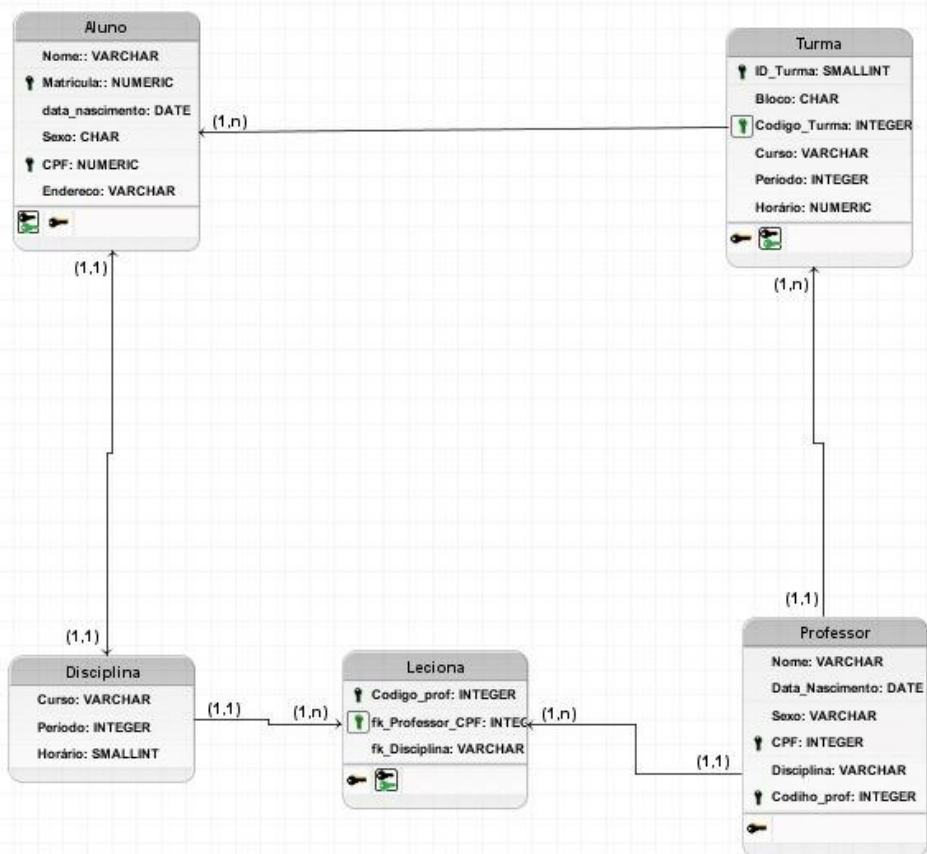 Aluno
Nome:: VARCHAR
Matricula:: NUMERIC
data_nascimento: DATE
Sexo: CHAR
CPF: NUMERIC
Endereco: VARCHAR
(1,n)
Turma
ID_Turma: SMALLINT
Bloco: CHAR
Codigo_Turma: INTEGER
Curso: VARCHAR
Periodo: INTEGER
Horário: NUMERIC
(1,1)
(1,n)
(1,1)
(1,1)
Disciplina
Curso: VARCHAR
Periodo: INTEGER
Horário: SMALLINT
(1,1)
(1,n)
Leciona
Codigo_prof: INTEGER
fk_Professor_CPF: INTEG
fk_Disciplina: VARCHAR
(1,n)
(1,1)
Professor
Nome: VARCHAR
Data_Nascimento: DATE
Sexo: VARCHAR
CPF: INTEGER
Disciplina: VARCHAR
Codiho_prof: INTEGER